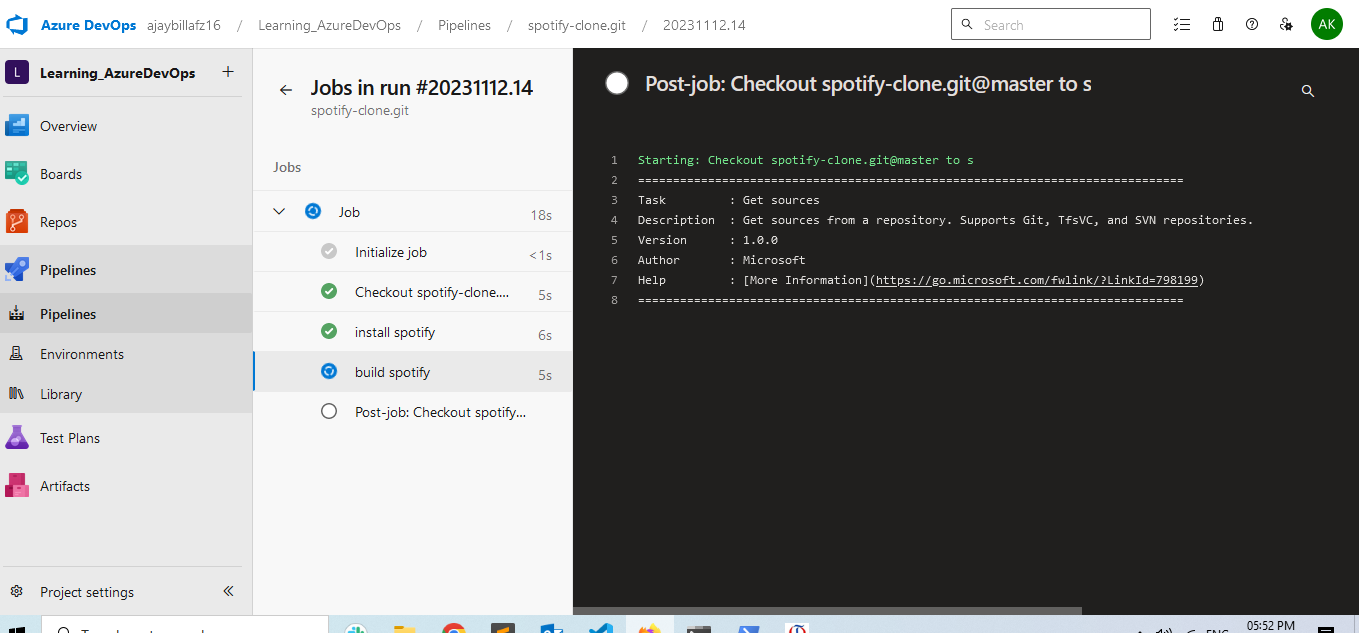 Azure DevOps ajaybillafz16 / Learning_AzureDevOps / Pipelines / spotify-clone.git / 20231112.14
Search
AK
L Learning_AzureDevOps +
Overview
Boards
Repos
Pipelines
Pipelines
Environments
Library
Test Plans
Artifacts
Project settings
Jobs in run #20231112.14
spotify-clone.git
Jobs
Job 18s
Initialize job <1s
Checkout spotify-clone.... 5s
install spotify 6s
build spotify 5s
Post-job: Checkout spotify...
Post-job: Checkout spotify-clone.git@master to s
1 Starting: Checkout spotify-clone.git@master to s
2 ==============================================================================
3 Task : Get sources
4 Description : Get sources from a repository. Supports Git, TfsVC, and SVN repositories.
5 Version : 1.0.0
6 Author : Microsoft
7 Help : [More Information](https://go.microsoft.com/fwlink/?LinkId=798199)
8 ==============================================================================
ENG
05:52 PM